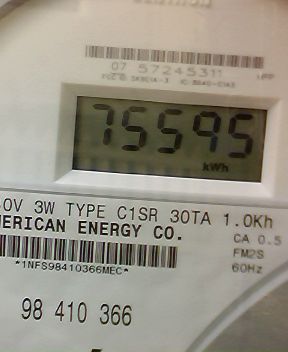 07 57245311
75595
kWh
0V 3W TYPE C1SR 30TA 1.0Kh
MERICAN ENERGY CO.
CA 0.5
FM2S
*1NFS98410366MEC*
60Hz
98 410 366